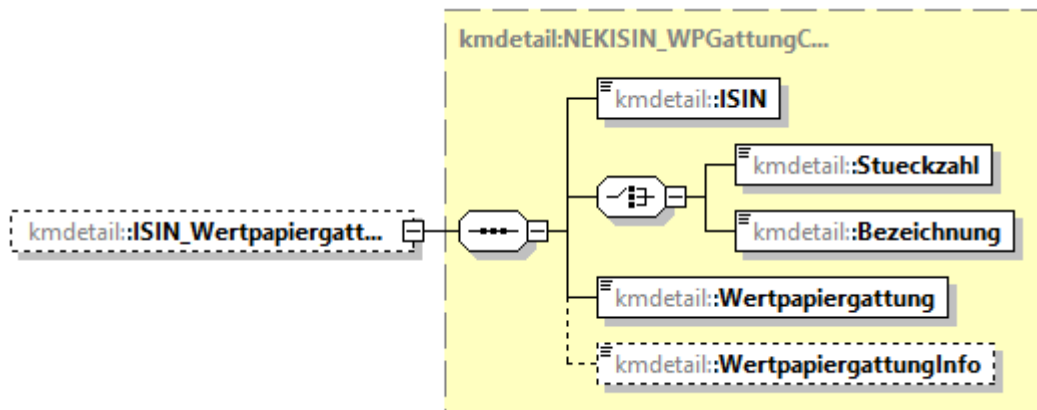 kmdetail:NEKISIN_WPGattungC...
kmdetail::ISIN
kmdetail::Stueckzahl
kmdetail::ISIN_Wertpapiergatt...
kmdetail::Bezeichnung
kmdetail::Wertpapiergattung
kmdetail::WertpapiergattungInfo